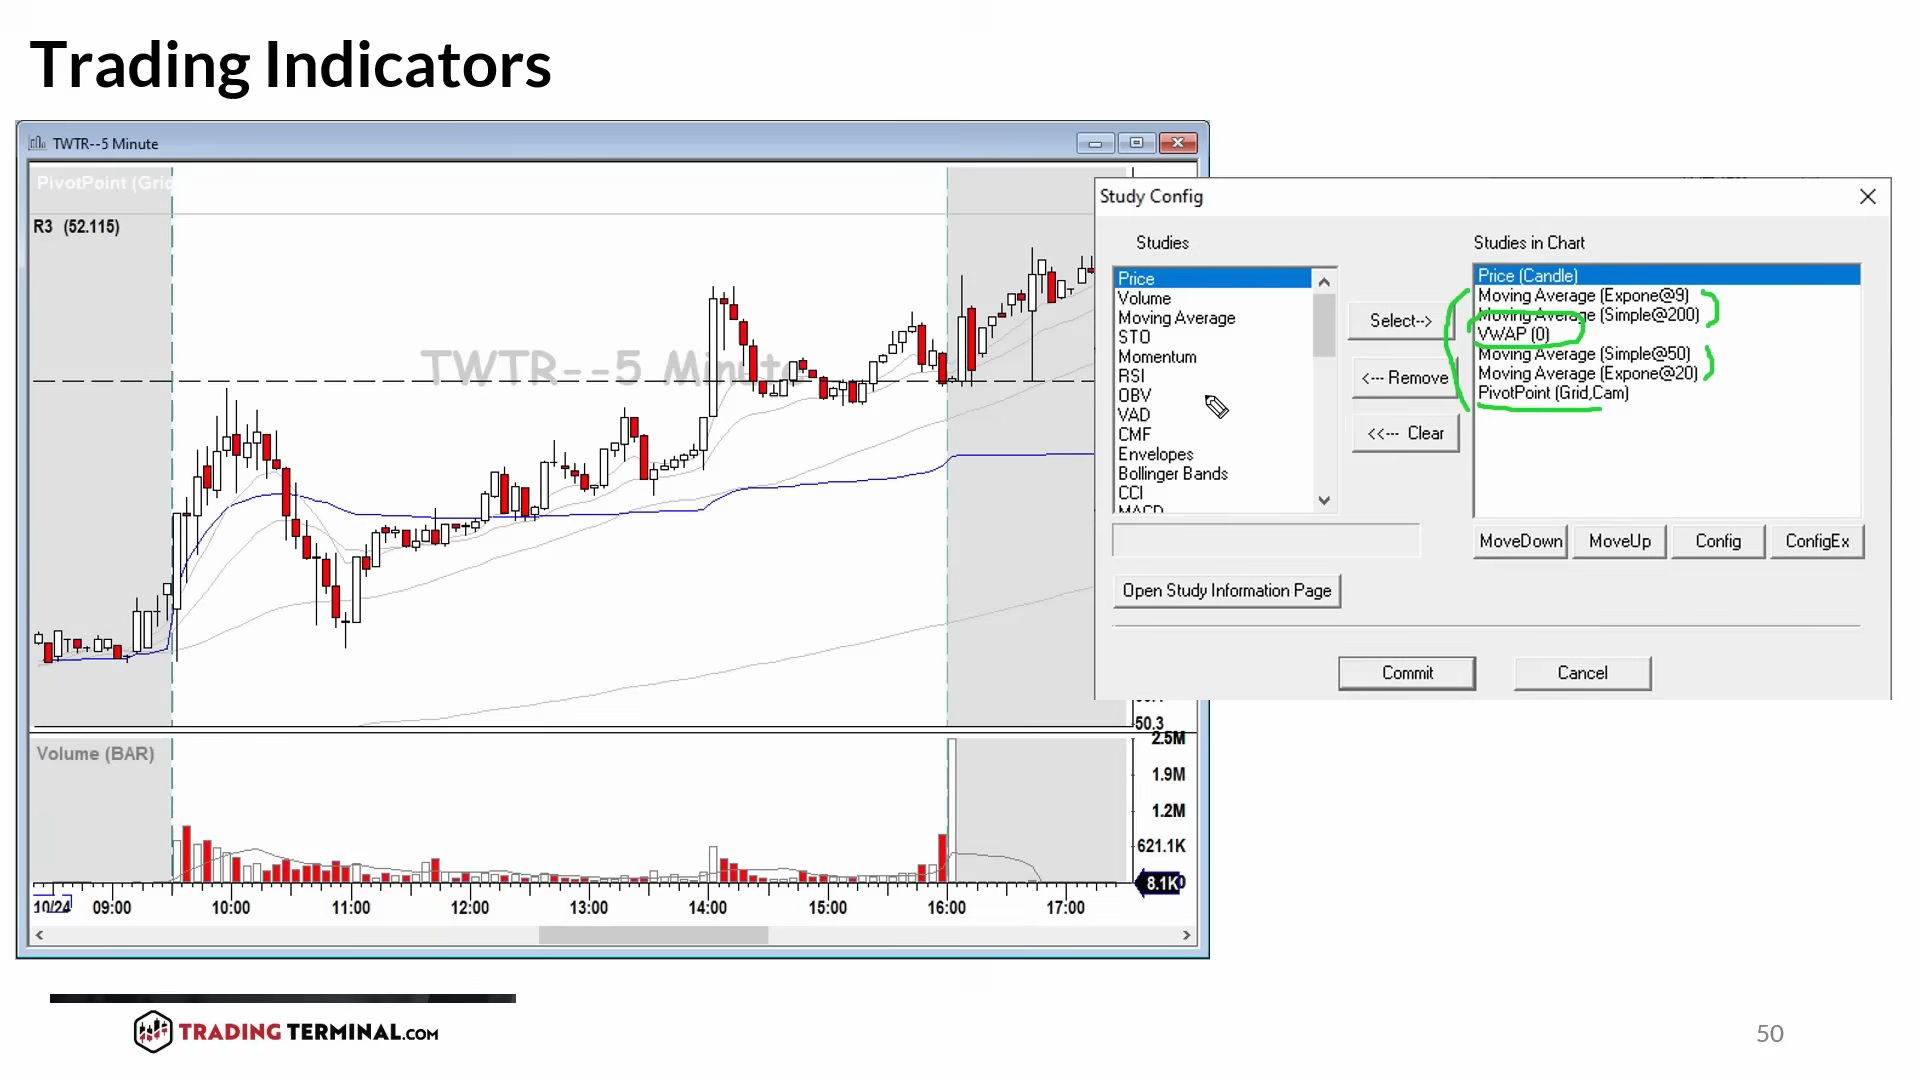 Trading Indicators
TWTR--5 Minute
PivotPoint (Grid
R3 (52.115)
TWTR--5 Minute
50.3
Volume (BAR)
2.5M
1.9M
1.2M
621.1K
8.1K
10/24 09:00 10:00 11:00 12:00 13:00 14:00 15:00 16:00 17:00
Study Config
Studies
Price
Volume
Moving Average
STO
Momentum
RSI
OBV
VAD
CMF
Envelopes
Bollinger Bands
CCI
MACD
Select-->
<--- Remove
<<--- Clear
Studies in Chart
Price (Candle)
Moving Average (Expone@9)
Moving Average (Simple@200)
VWAP (0)
Moving Average (Simple@50)
Moving Average (Expone@20)
PivotPoint (Grid,Cam)
MoveDown MoveUp Config ConfigEx
Open Study Information Page
Commit Cancel
TRADING TERMINAL.COM
50